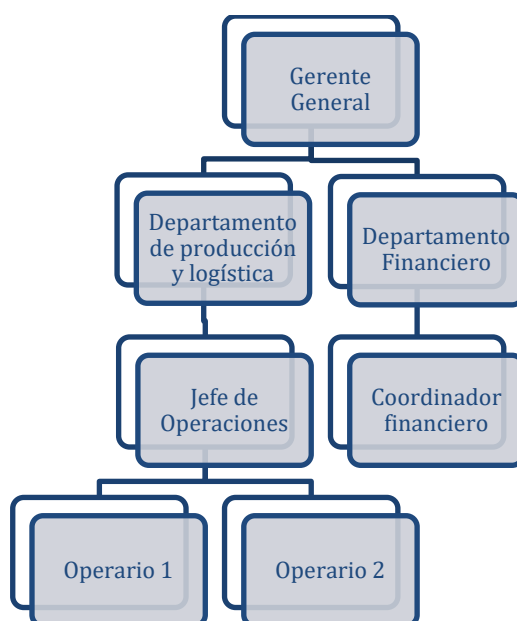 Gerente
General
Departamento
de producción
y logística
Departamento
Financiero
Jefe de
Operaciones
Coordinador
financiero
Operario 1
Operario 2